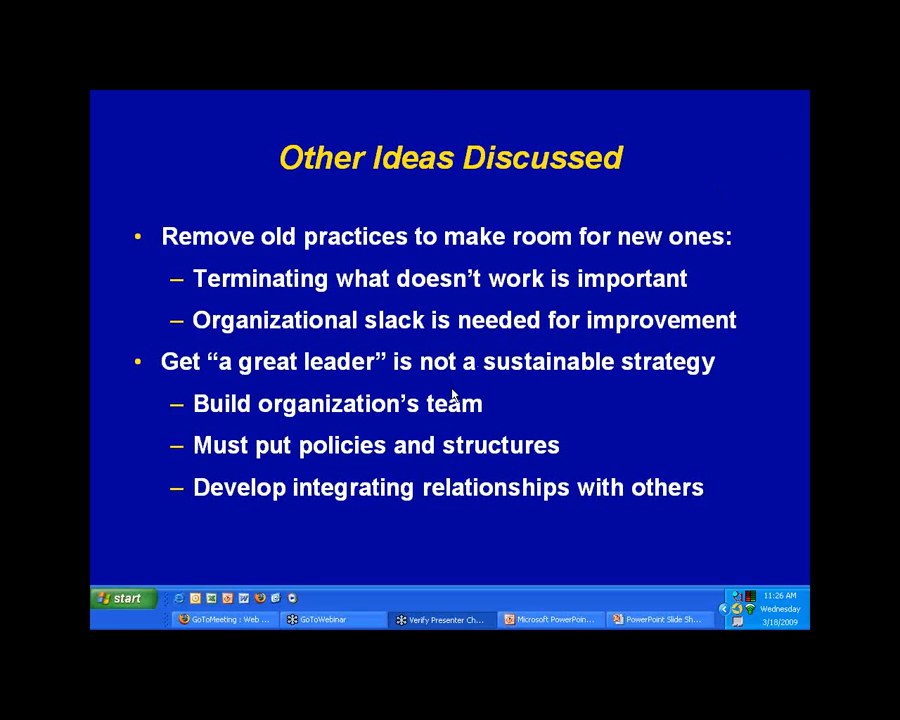 Other Ideas Discussed
• Remove old practices to make room for new ones:
– Terminating what doesn’t work is important
– Organizational slack is needed for improvement
• Get “a great leader” is not a sustainable strategy
– Build organization’s team
– Must put policies and structures
– Develop integrating relationships with others
start
11:26 AM
GoToMeeting : Web ...
GoToWebinar
Verify Presenter Ch...
Microsoft PowerPoin...
PowerPoint Slide Sh...
Wednesday
3/18/2009